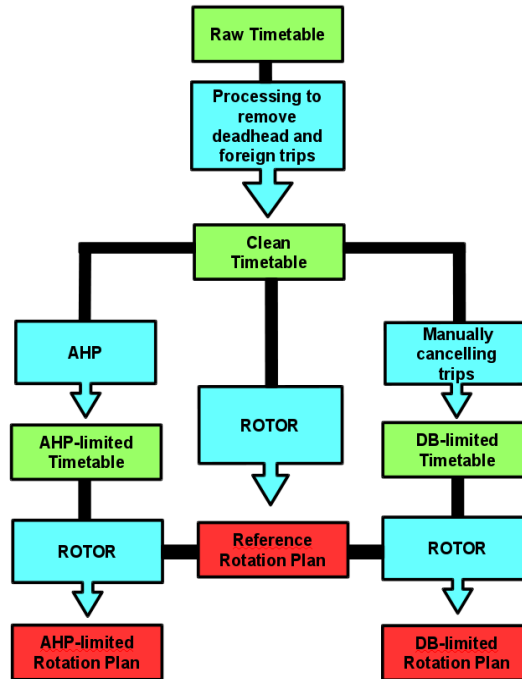 Raw Timetable
Processing to
remove
deadhead and
foreign trips
Clean
Timetable
AHP
Manually
cancelling
trips
ROTOR
AHP-limited
Timetable
DB-limited
Timetable
ROTOR
Reference
Rotation Plan
ROTOR
AHP-limited
Rotation Plan
DB-limited
Rotation Plan